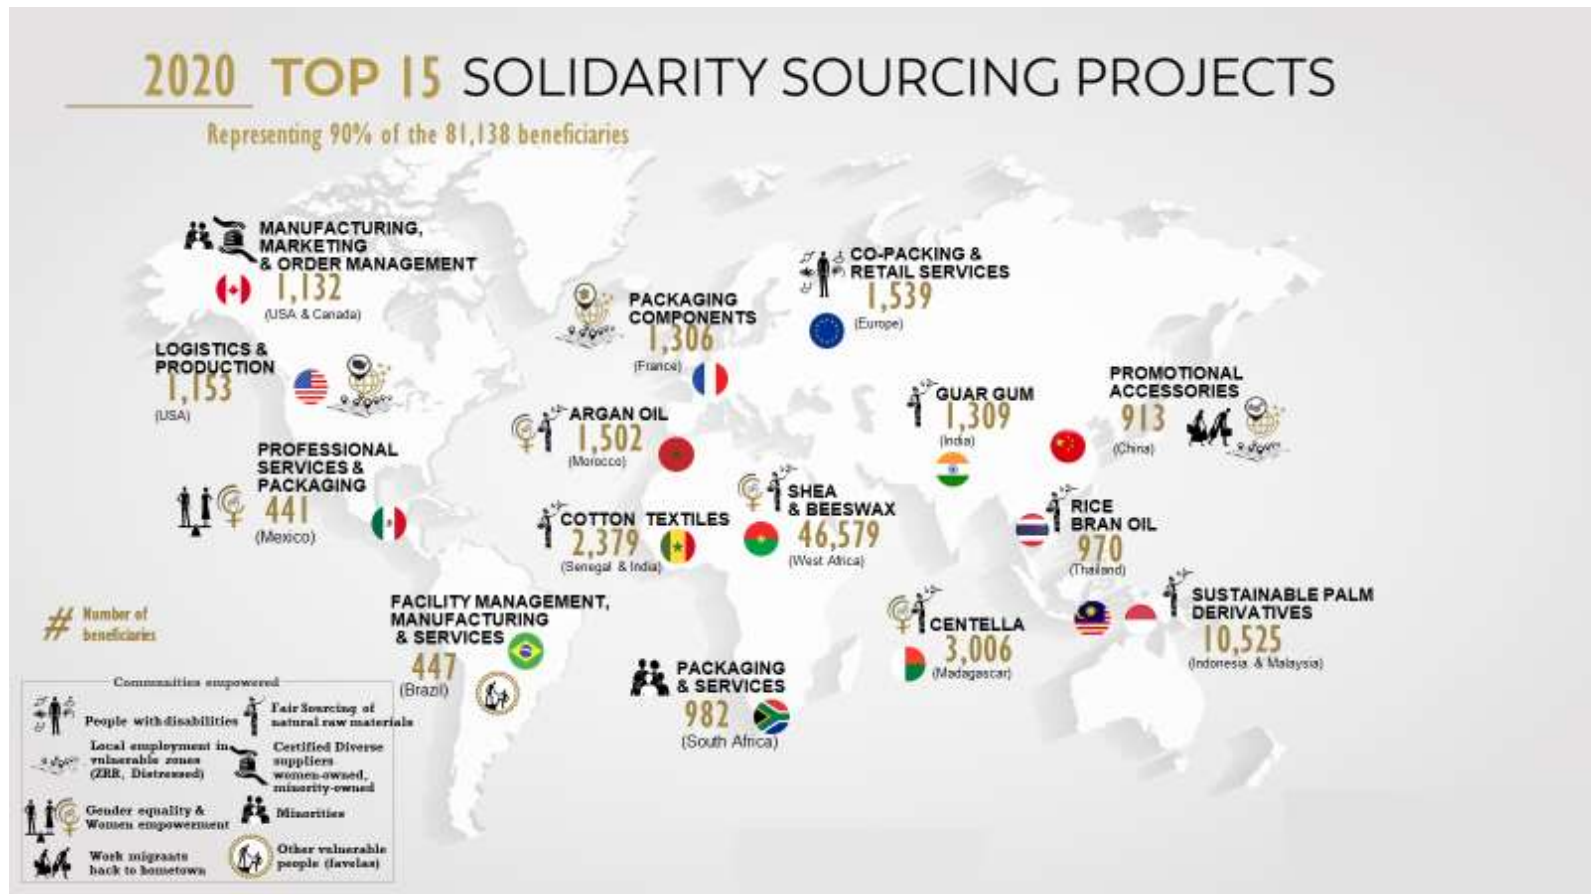 2020 TOP 15 SOLIDARITY SOURCING PROJECTS
Representing 90% of the 81,138 beneficiaries
MANUFACTURING,
MARKETING
& ORDER MANAGEMENT
1,132
(USA & Canada)
LOGISTICS &
PRODUCTION
1,153
(USA)
PROFESSIONAL
SERVICES &
PACKAGING
441
(Mexico)
FACILITY MANAGEMENT,
MANUFACTURING
& SERVICES
447
(Brazil)
PACKAGING
COMPONENTS
1,306
(France)
CO-PACKING &
RETAIL SERVICES
1,539
(Europe)
ARGAN OIL
1,502
(Morocco)
COTTON TEXTILES
2,379
(Senegal & India)
SHEA
& BEESWAX
46,579
(West Africa)
PACKAGING
& SERVICES
982
(South Africa)
GUAR GUM
1,309
(India)
PROMOTIONAL
ACCESSORIES
913
(China)
RICE
BRAN OIL
970
(Thailand)
CENTELLA
3,006
(Madagascar)
SUSTAINABLE PALM
DERIVATIVES
10,525
(Indonesia & Malaysia)
# Number of
beneficiaries
Communities empowered
People with disabilities
Fair Sourcing of
natural raw materials
Local employment in
vulnerable zones
(ZRR, Distressed)
Certified Diverse
suppliers
women-owned,
minority-owned
Gender equality &
Women empowerment
Minorities
Work migrants
back to hometown
Other vulnerable
people (favelas)